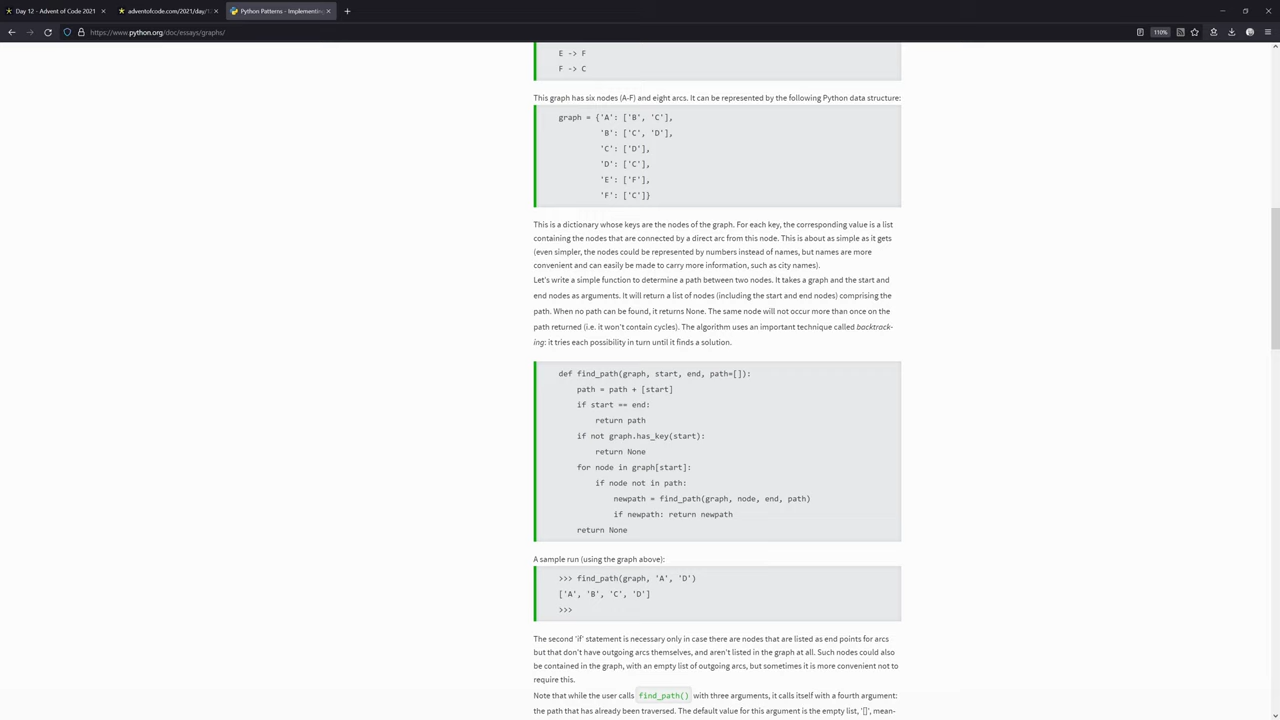 Day 12 - Advent of Code 2021
adventofcode.com/2021/day/
Python Patterns - Implementing
https://www.python.org/doc/essays/graphs/
110%
E -> F
F -> C
This graph has six nodes (A-F) and eight arcs. It can be represented by the following Python data structure:
graph = {'A': ['B', 'C'],
'B': ['C', 'D'],
'C': ['D'],
'D': ['C'],
'E': ['F'],
'F': ['C']}
This is a dictionary whose keys are the nodes of the graph. For each key, the corresponding value is a list
containing the nodes that are connected by a direct arc from this node. This is about as simple as it gets
(even simpler, the nodes could be represented by numbers instead of names, but names are more
convenient and can easily be made to carry more information, such as city names).
Let's write a simple function to determine a path between two nodes. It takes a graph and the start and
end nodes as arguments. It will return a list of nodes (including the start and end nodes) comprising the
path. When no path can be found, it returns None. The same node will not occur more than once on the
path returned (i.e. it won't contain cycles). The algorithm uses an important technique called backtrack-
ing: it tries each possibility in turn until it finds a solution.
def find_path(graph, start, end, path=[]):
path = path + [start]
if start == end:
return path
if not graph.has_key(start):
return None
for node in graph[start]:
if node not in path:
newpath = find_path(graph, node, end, path)
if newpath: return newpath
return None
A sample run (using the graph above):
>>> find_path(graph, 'A', 'D')
['A', 'B', 'C', 'D']
>>>
The second 'if' statement is necessary only in case there are nodes that are listed as end points for arcs
but that don't have outgoing arcs themselves, and aren't listed in the graph at all. Such nodes could also
be contained in the graph, with an empty list of outgoing arcs, but sometimes it is more convenient not to
require this.
Note that while the user calls find_path() with three arguments, it calls itself with a fourth argument:
the path that has already been traversed. The default value for this argument is the empty list, '[]', mean-